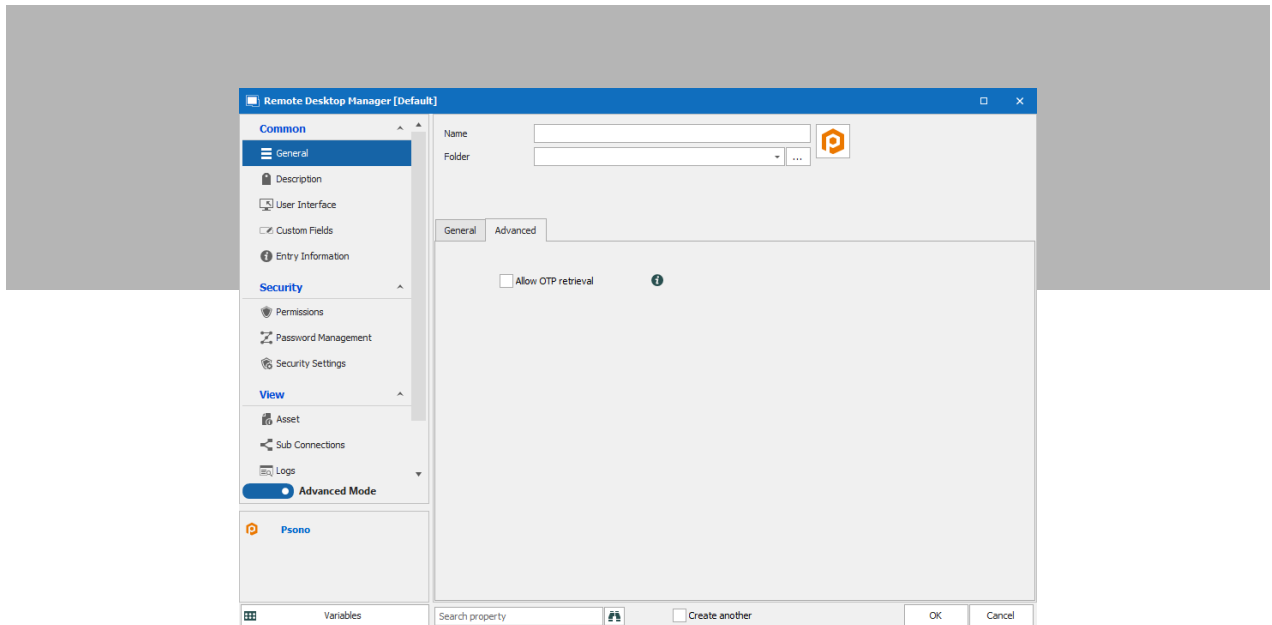 Remote Desktop Manager [Default]
Common
General
Description
User Interface
Custom Fields
Entry Information
Security
Permissions
Password Management
Security Settings
View
Asset
Sub Connections
Logs
Advanced Mode
Psono
Variables
Name
Folder
...
General Advanced
Allow OTP retrieval
Search property
Create another
OK
Cancel